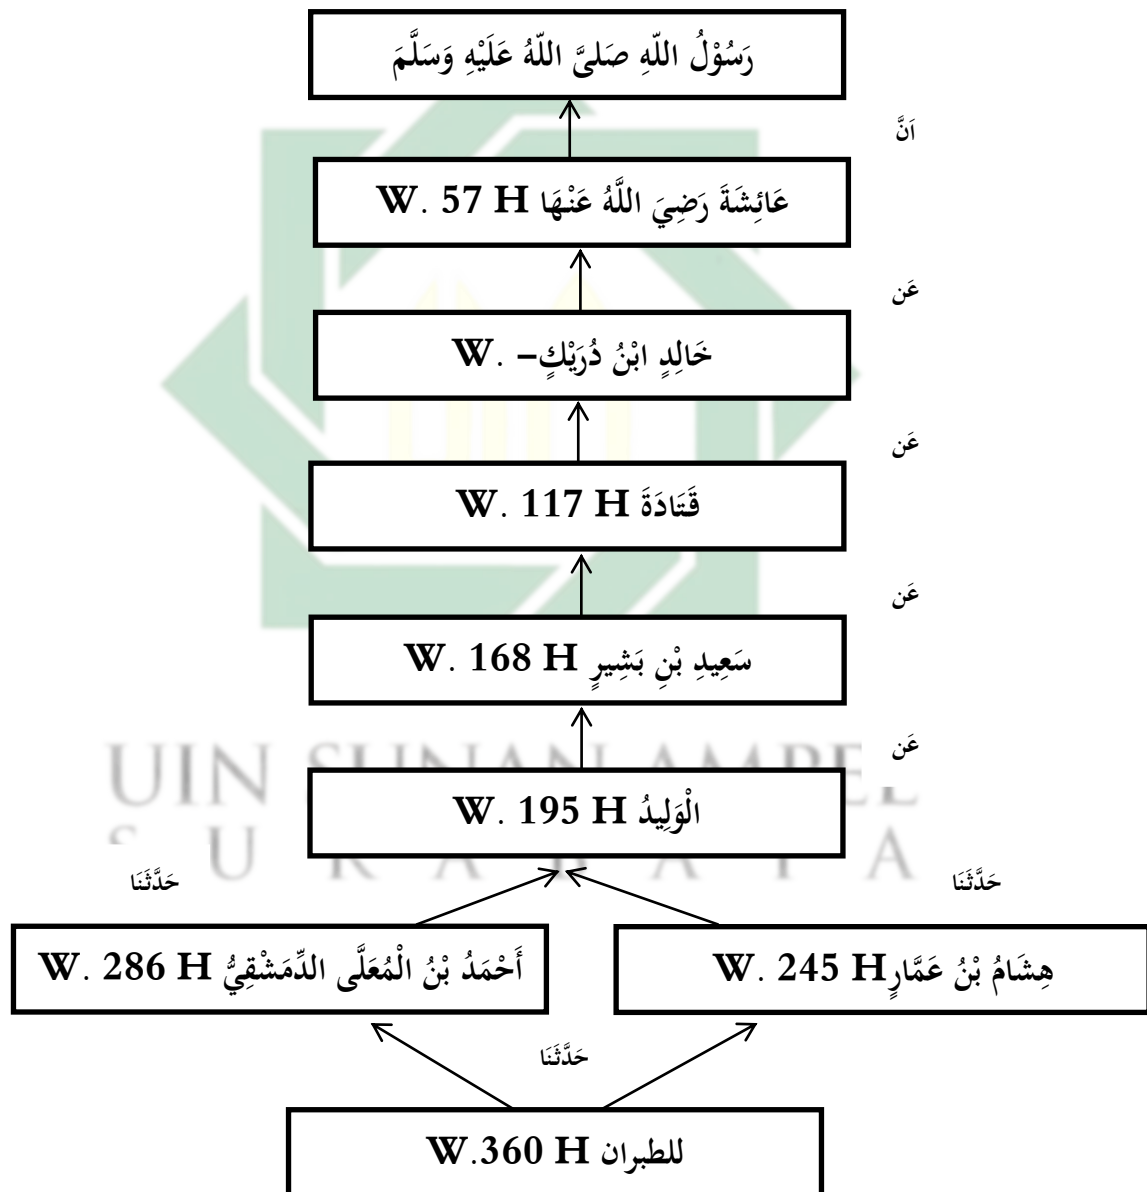 رَسُوْلُ اللّهِ صَلىَّ اللّهُ عَلَيْهِ وَسَلَّمَ
اَنَّ
عَائِشَةَ رَضِيَ اللَّهُ عَنْهَا W. 57 H
عَن
خَالِدٍ ابْنُ دُرَيْكٍ– W.
عَن
قَتَادَةَ W. 117 H
عَن
سَعِيدِ بْنِ بَشِيرٍ W. 168 H
عَن
UIN SUNAN AMPEL
الْوَلِيدُ W. 195 H
S U R A B A Y A
حَدَّثَنَا
حَدَّثَنَا
هِشَامُ بْنُ عَمَّارٍ W. 245 H
أَحْمَدُ بْنُ الْمُعَلَّى الدِّمَشْقِيُّ W. 286 H
حَدَّثَنَا
للطبران W.360 H